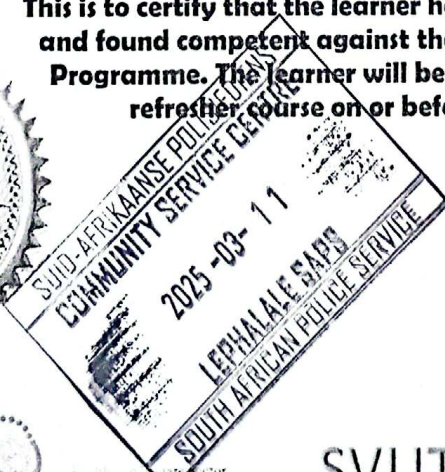 This is to certify that the learner h
and found competent against th
Programme. The learner will be
refresher course on or bef
SUID-AFRIKAANSE POLISIEDIENS
COMMUNITY SERVICE CENTRE
2025-03-11
LEPHALALE SAPS
SOUTH AFRICAN POLICE SERVICE